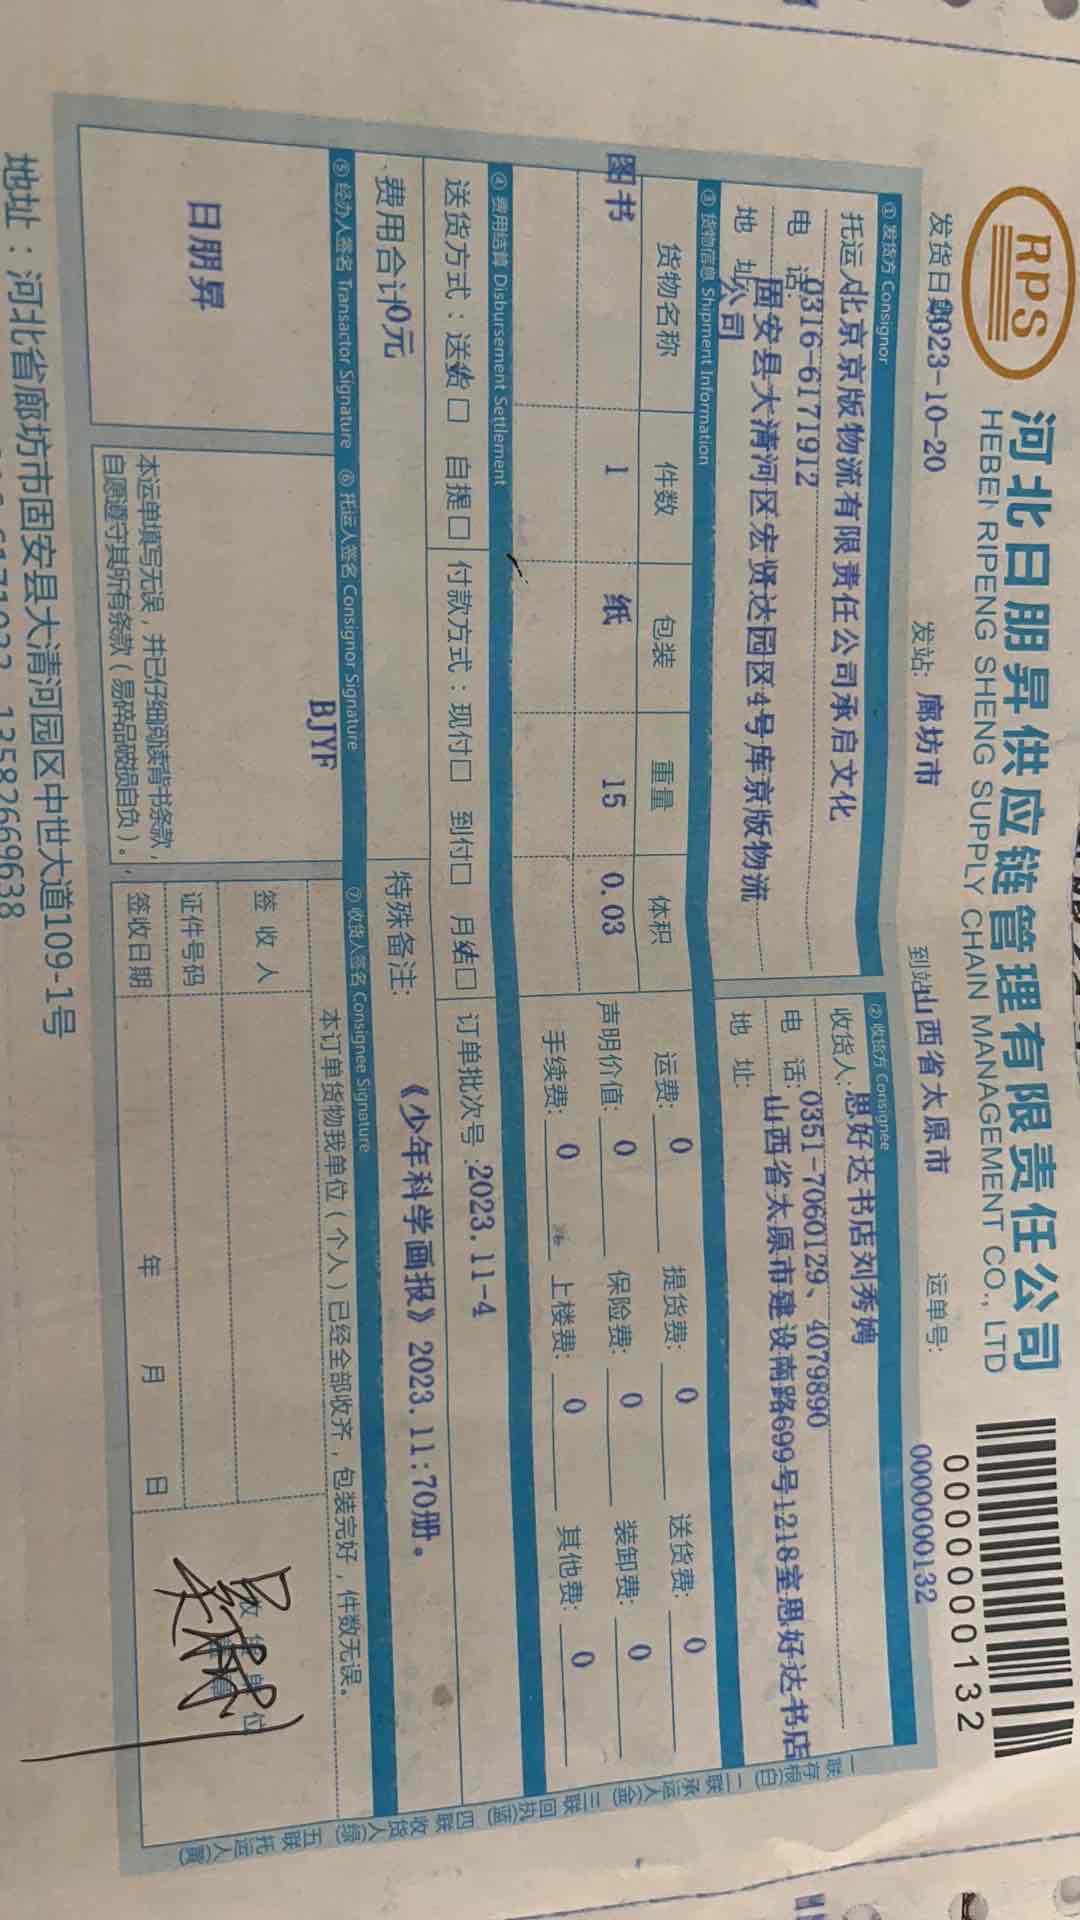 RPS
河北日朋昇供应链管理有限责任公司
HEBEI RIPENG SHENG SUPPLY CHAIN MANAGEMENT CO., LTD
0000000132
发货日期 2023-10-20 发站: 廊坊市 到站 山西省太原市 运单号: 0000000132
① 发货方 Consignor
托运人 北京京版物流有限责任公司承启文化
电 话: 0316-6171912
固安县大清河区宏贤达园区4号库京版物流
地 址: 公司
② 收货方 Consignee
收货人: 思好达书店刘秀娉
电 话: 0351-7060129、4079890
山西省太原市建设南路699号1218室思好达书店
地 址:
③ 货物信息 Shipment Information
货物名称 件数 包装 重量 体积
图书 1 纸 15 0.03
运费: 0 提货费: 0 送货费: 0
声明价值: 0 保险费: 0 装卸费: 0
手续费: 0 上楼费: 0 其他费: 0
④ 费用结算 Disbursement Settlement
送货方式：送货□ 自提□ 付款方式：现付□ 到付□ 月结□ 订单批次号: 2023.11-4
费用合计 0元
特殊备注: 《少年科学画报》2023.11:70册。
⑤ 经办人签名 Transactor Signature ⑥ 托运人签名 Consignor Signature ⑦ 收货人签名 Consignee Signature
日朋昇
BJYF
本运单填写无误，并已仔细阅读背书条款，
自愿遵守其所有条款（易碎品破损自负）。
本订单货物我单位（个人）已经全部收齐，包装完好，件数无误。
签 收 人
证件号码
签收日期 年 月 日
一联存根(白) 二联承运人(金) 三联回执(蓝) 四联收货人(绿) 五联托运人(黄)
地址：河北省廊坊市固安县大清河园区中世大道109-1号
13582669638